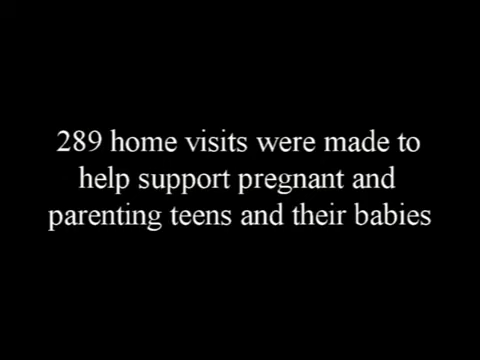 289 home visits were made to
help support pregnant and
parenting teens and their babies